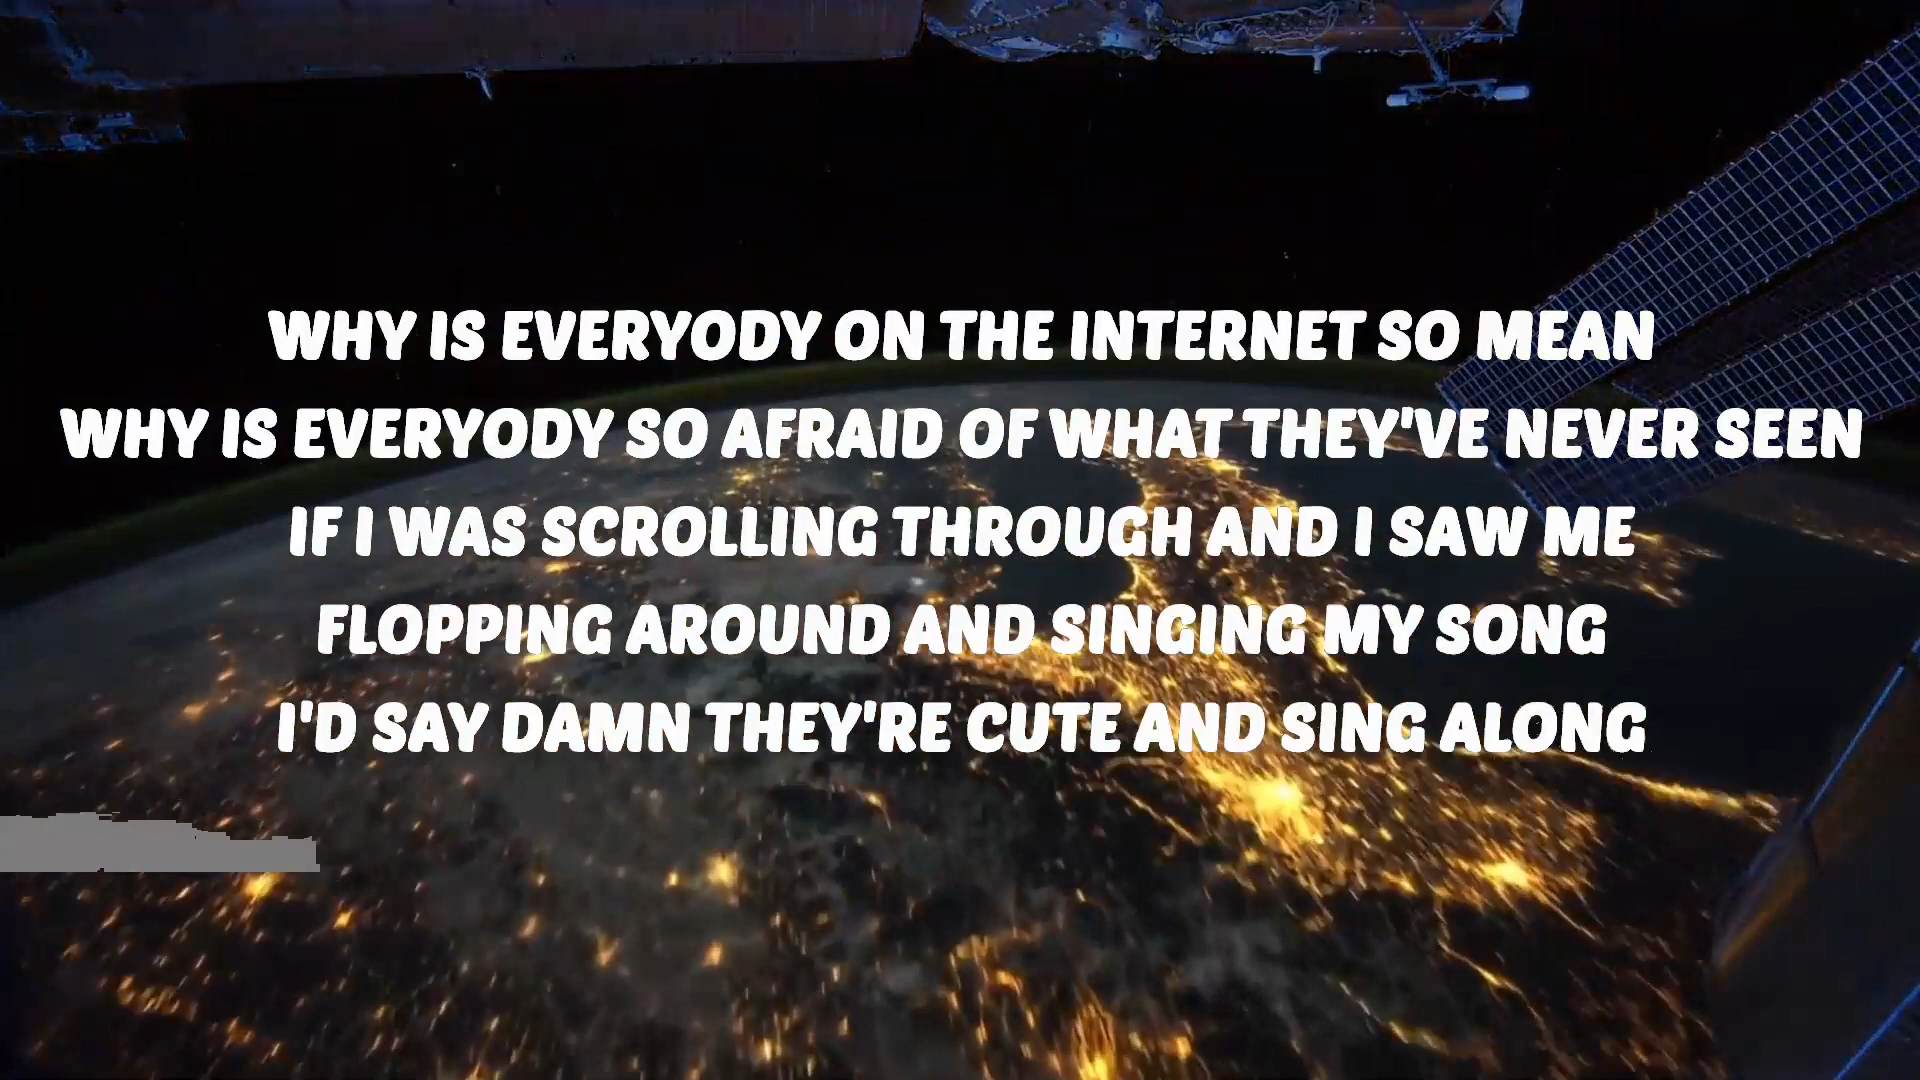 WHY IS EVERYODY ON THE INTERNET SO MEAN
WHY IS EVERYODY SO AFRAID OF WHAT THEY'VE NEVER SEEN
IF I WAS SCROLLING THROUGH AND I SAW ME
FLOPPING AROUND AND SINGING MY SONG
I'D SAY DAMN THEY'RE CUTE AND SING ALONG